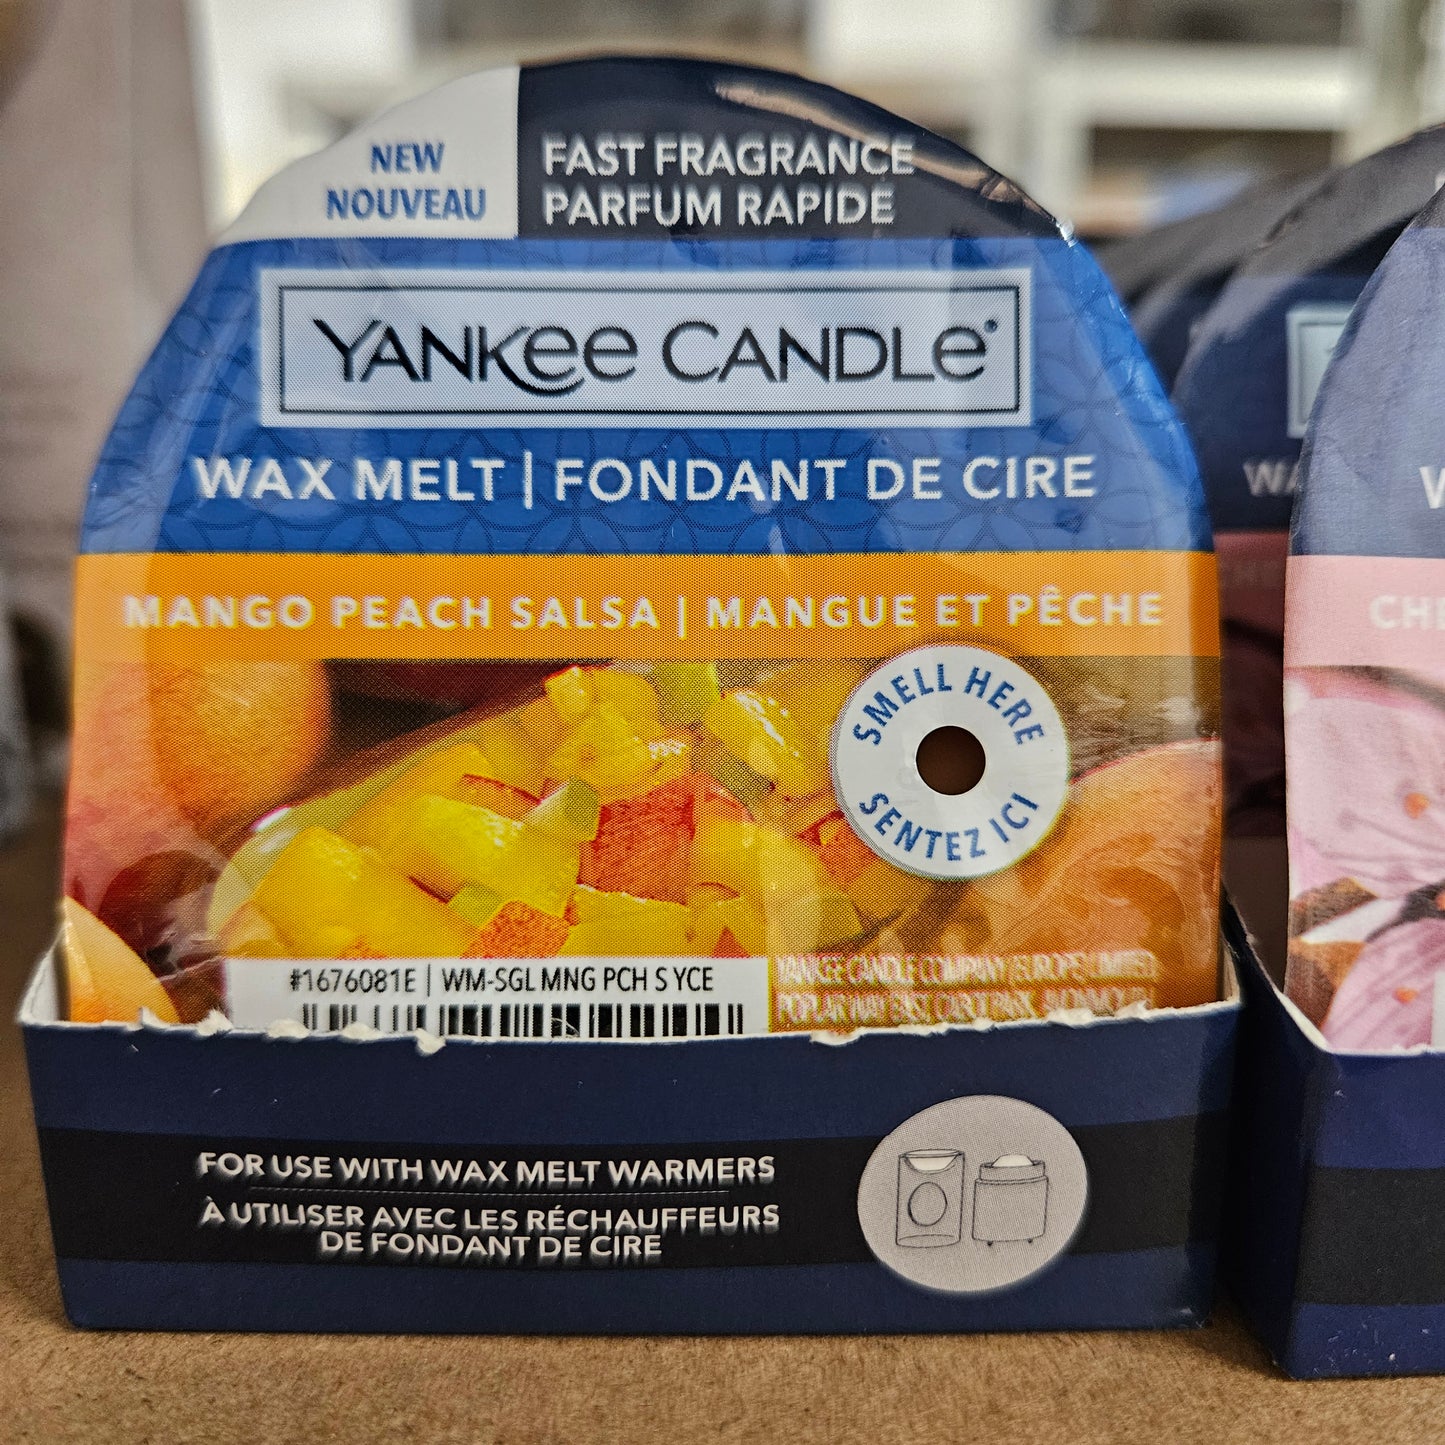 NEW
NOUVEAU
FAST FRAGRANCE
PARFUM RAPIDE
YANKEE CANDLE
WAX MELT | FONDANT DE CIRE
MANGO PEACH SALSA | MANGUE ET PÊCHE
SMELL HERE
SENTEZ ICI
#1676081E | WM-SGL MNG PCH S YCE
YANKEE CANDLE COMPANY (EUROPE) LIMITED
FOR USE WITH WAX MELT WARMERS
À UTILISER AVEC LES RÉCHAUFFEURS
DE FONDANT DE CIRE